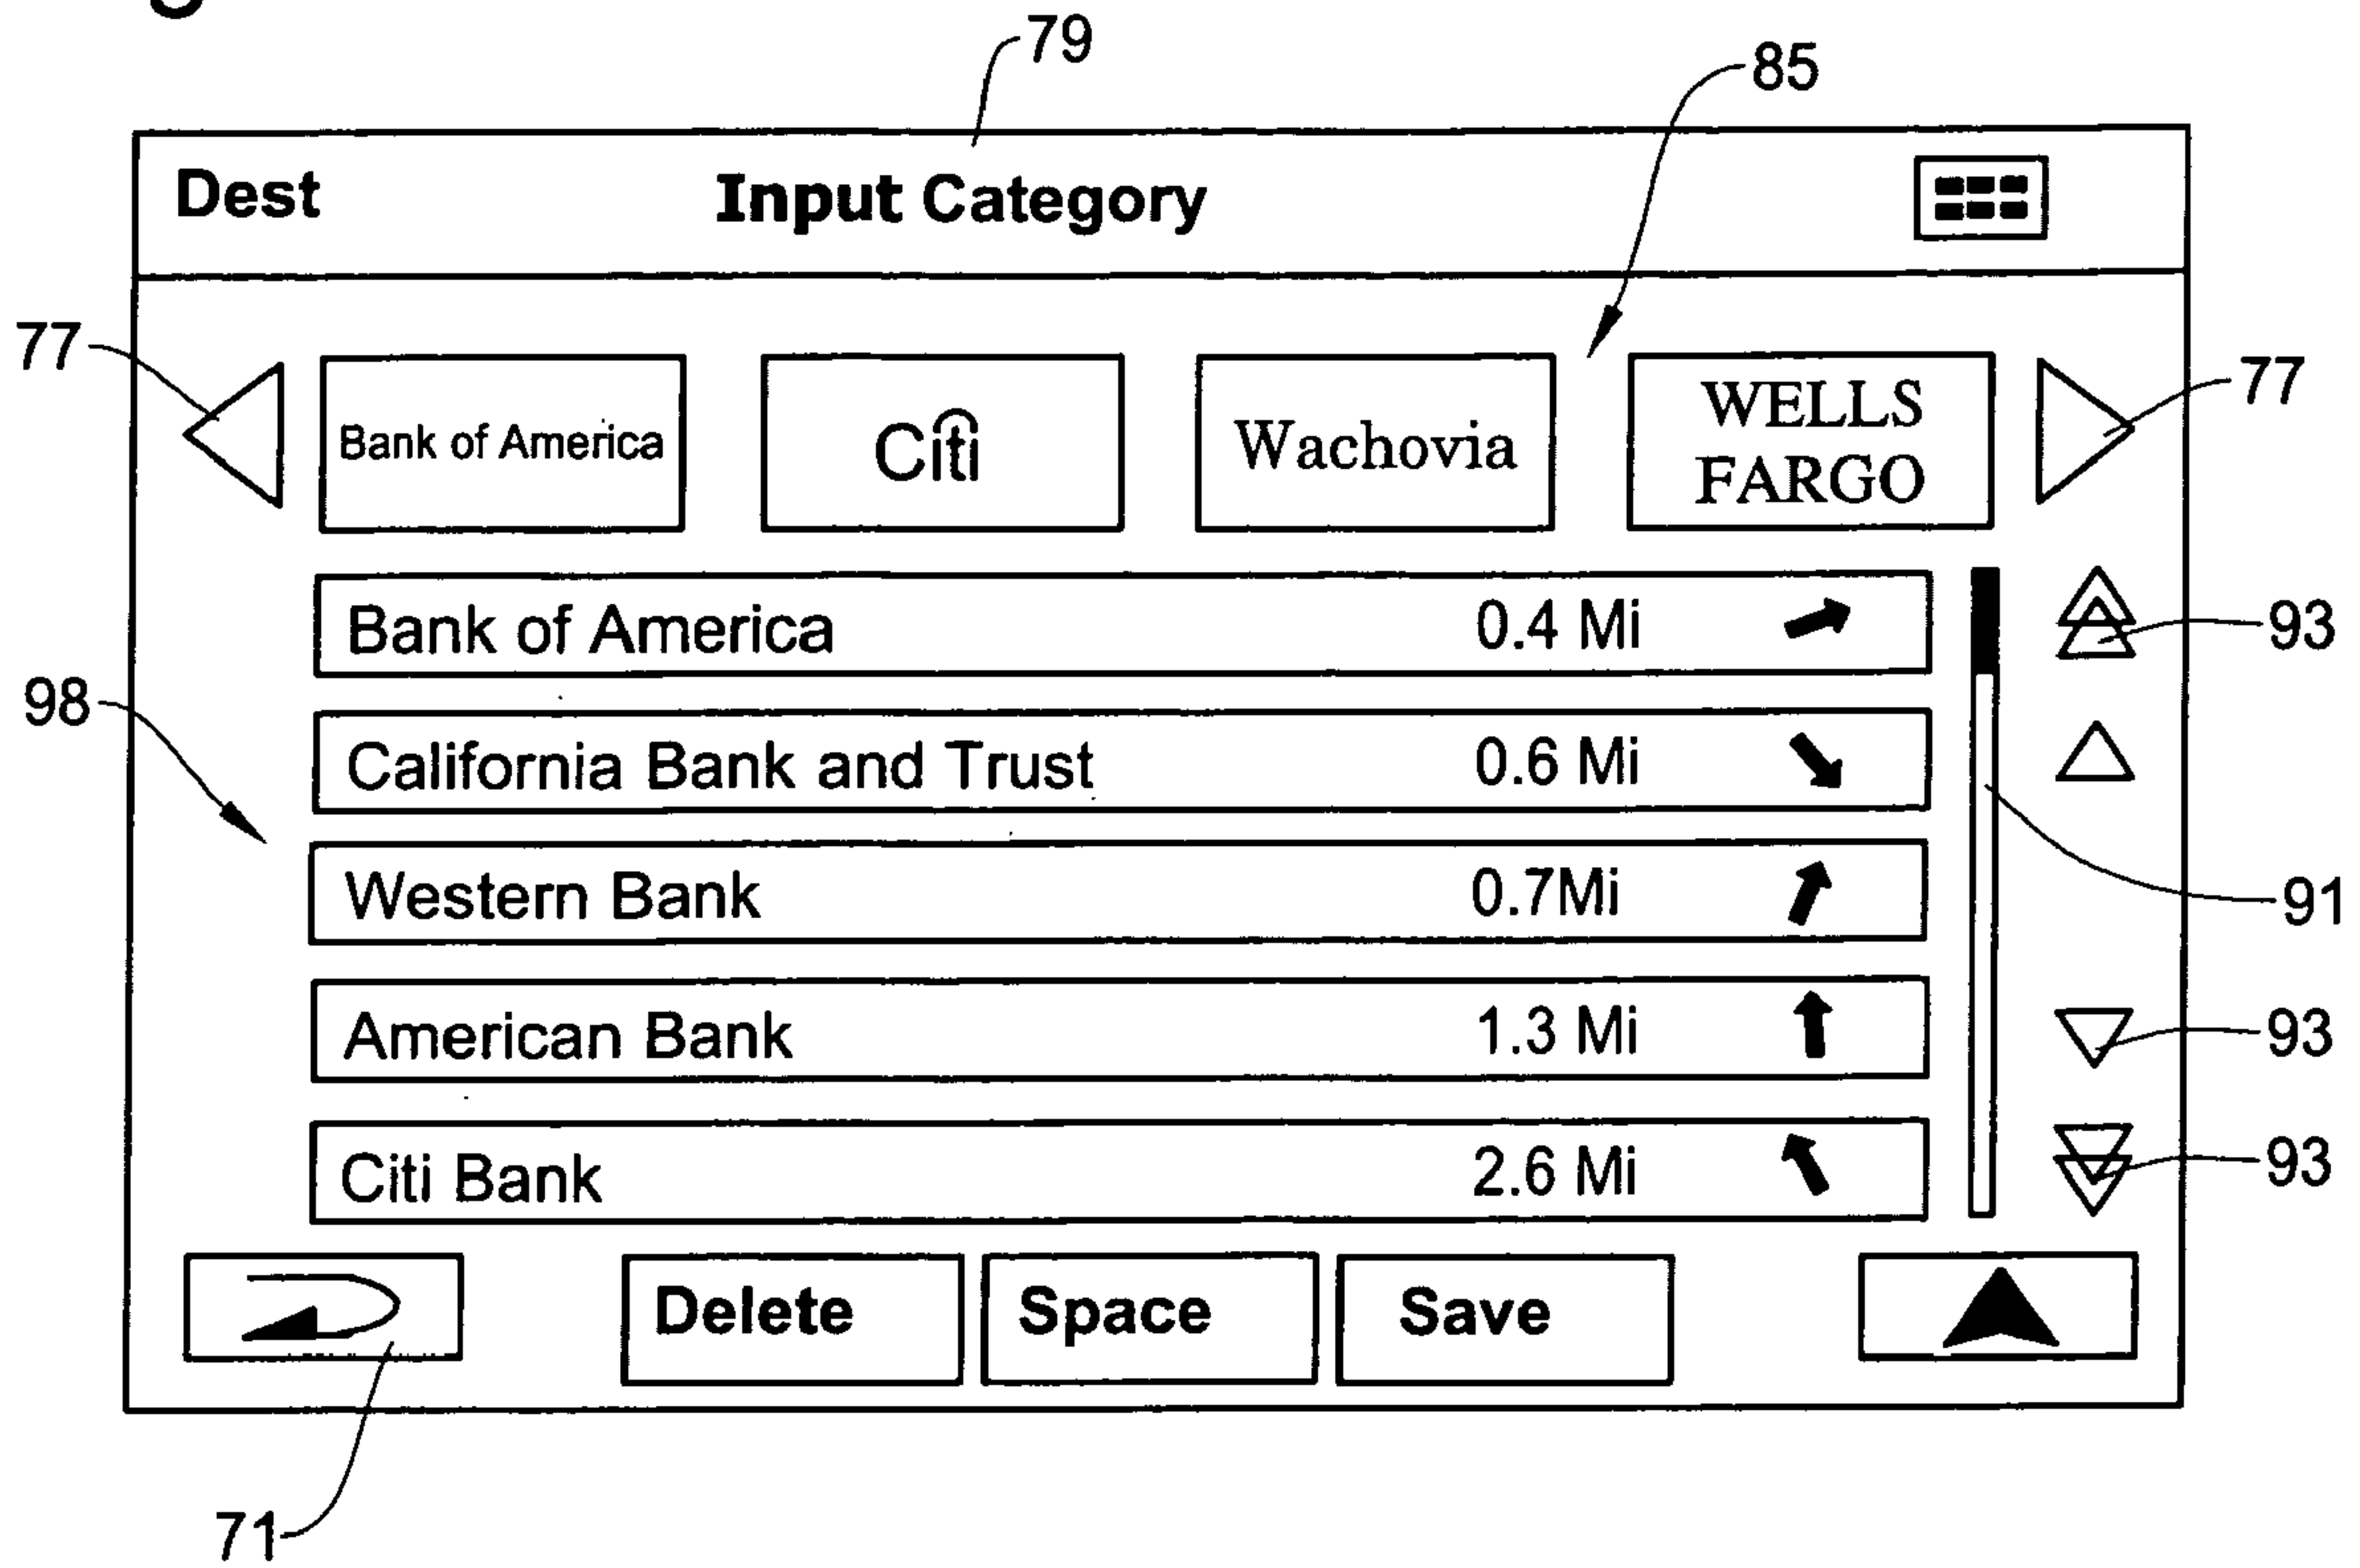 79
85
Dest Input Category
77 77
Bank of America Citi Wachovia WELLS
FARGO
Bank of America 0.4 Mi 93
98
California Bank and Trust 0.6 Mi
Western Bank 0.7Mi 91
American Bank 1.3 Mi 93
Citi Bank 2.6 Mi 93
Delete Space Save
71